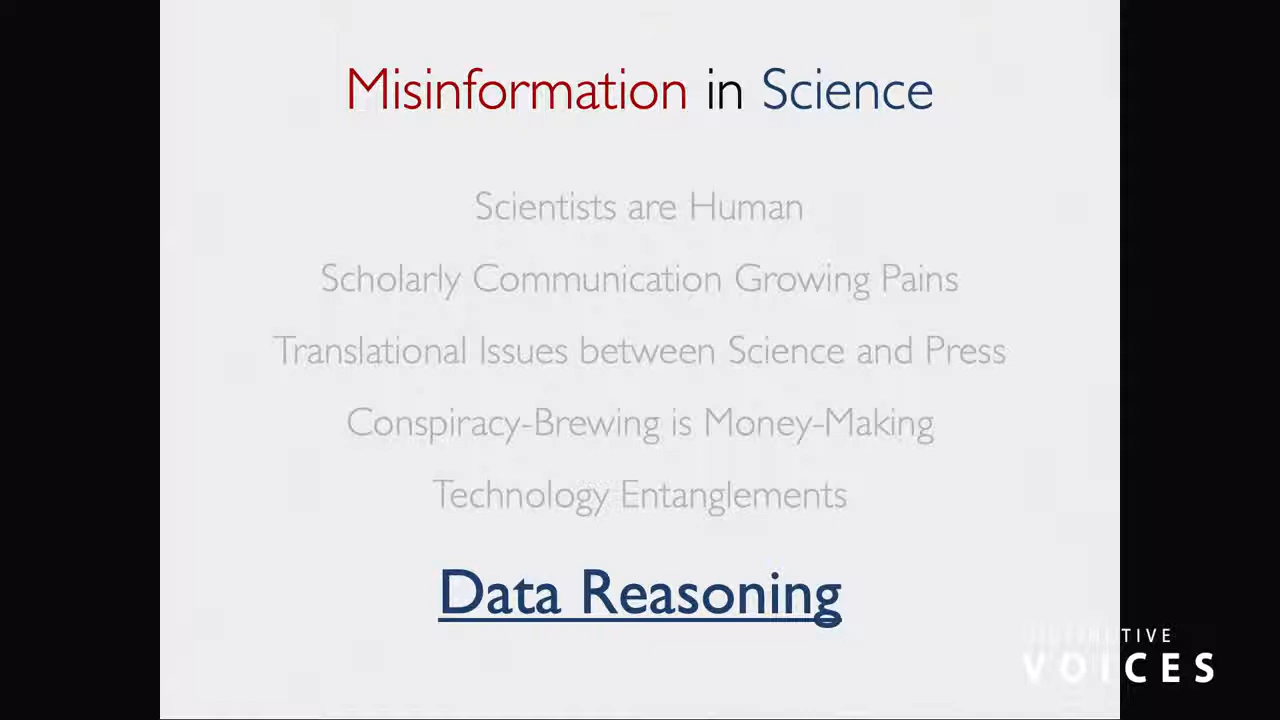 Misinformation in Science
Scientists are Human
Scholarly Communication Growing Pains
Translational Issues between Science and Press
Conspiracy-Brewing is Money-Making
Technology Entanglements
Data Reasoning
DISTINCTIVE
VOICES